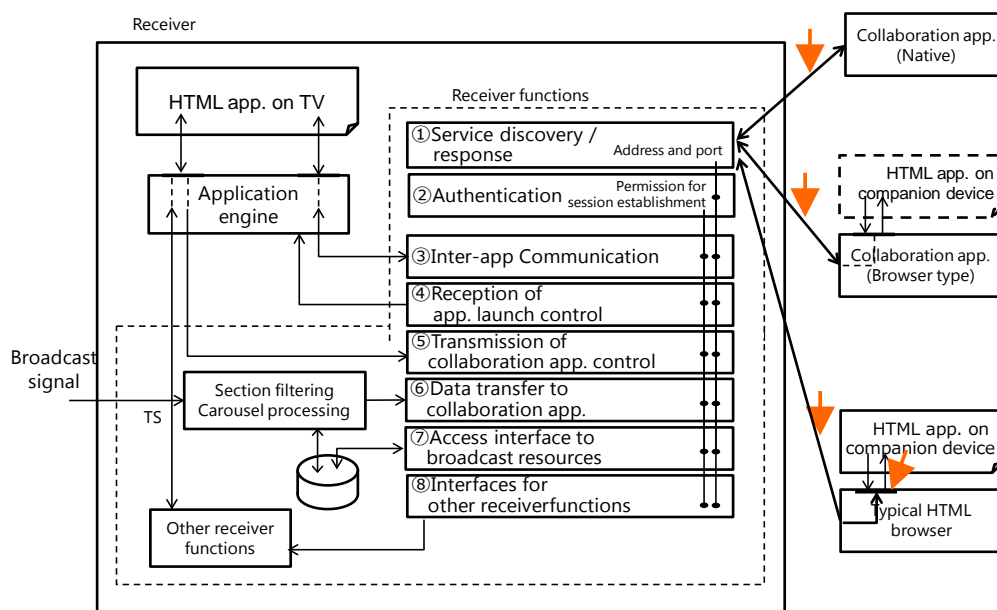 Receiver
HTML app. on TV
Receiver functions
①Service discovery /
response
Address and port
②Authentication
Permission for
session establishment
Application
engine
③Inter-app Communication
④Reception of
app. launch control
⑤Transmission of
collaboration app. control
Broadcast
signal
TS
Section filtering
Carousel processing
⑥Data transfer to
collaboration app.
⑦Access interface to
broadcast resources
⑧Interfaces for
other receiverfunctions
Other receiver
functions
Collaboration app.
(Native)
HTML app. on
companion device
Collaboration app.
(Browser type)
HTML app. on
companion device
Typical HTML
browser